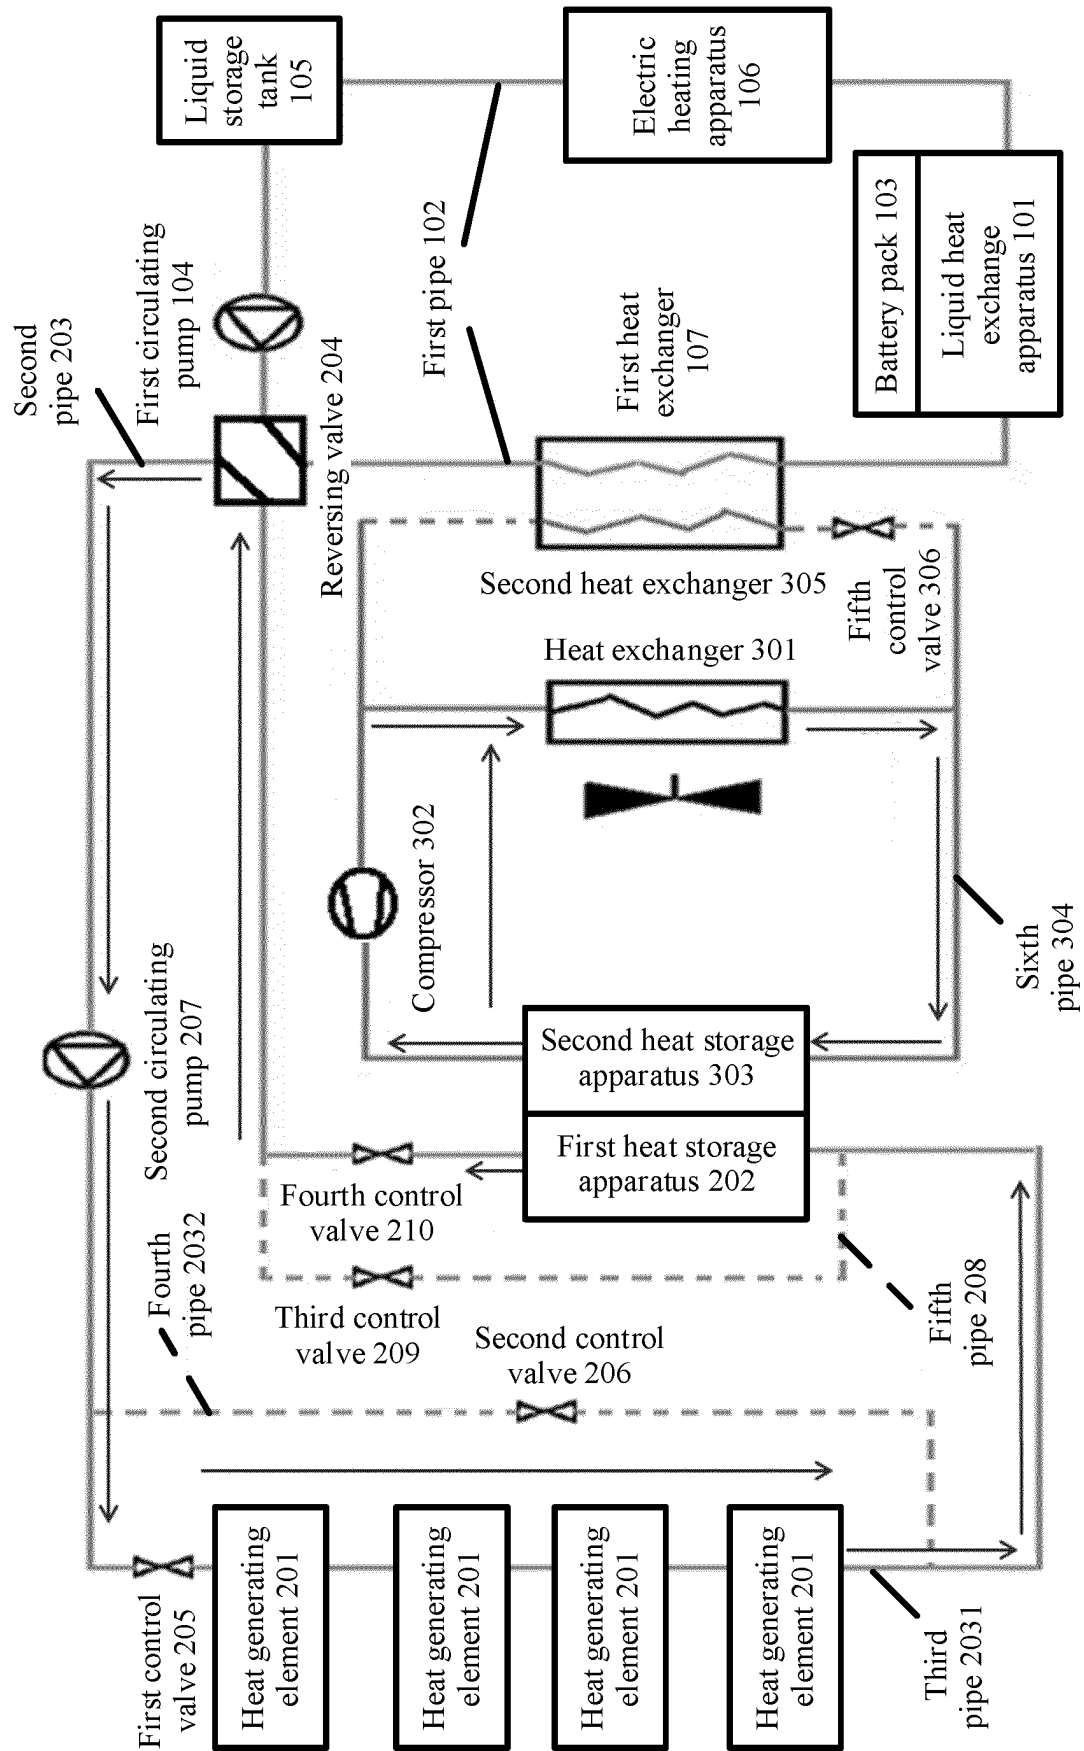 First control
valve 205
Heat generating
element 201
Heat generating
element 201
Heat generating
element 201
Heat generating
element 201
Third
pipe 2031
Fourth
pipe 2032
Second control
valve 206
Third control
valve 209
Fourth control
valve 210
Fifth
pipe 208
First heat storage
apparatus 202
Second heat storage
apparatus 303
Second circulating
pump 207
Compressor 302
Sixth
pipe 304
Heat exchanger 301
Second heat exchanger 305
Fifth
control
valve 306
Second
pipe 203
First circulating
pump 104
Reversing valve 204
First pipe 102
First heat
exchanger
107
Battery pack 103
Liquid heat
exchange
apparatus 101
Liquid
storage
tank
105
Electric
heating
apparatus
106